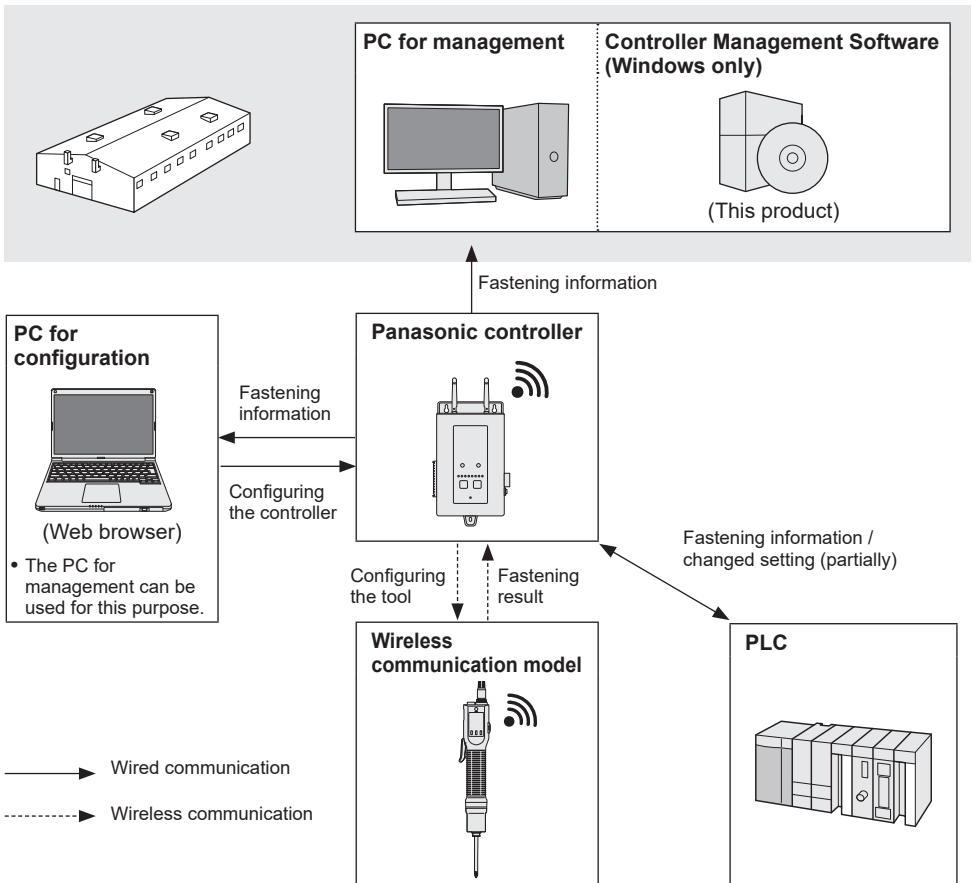 PC for management
Controller Management Software
(Windows only)
(This product)
Fastening information
PC for
configuration
(Web browser)
• The PC for
management can be
used for this purpose.
Fastening
information
Configuring
the controller
Panasonic controller
Configuring
the tool
Fastening
result
Fastening information /
changed setting (partially)
Wireless
communication model
PLC
Wired communication
Wireless communication